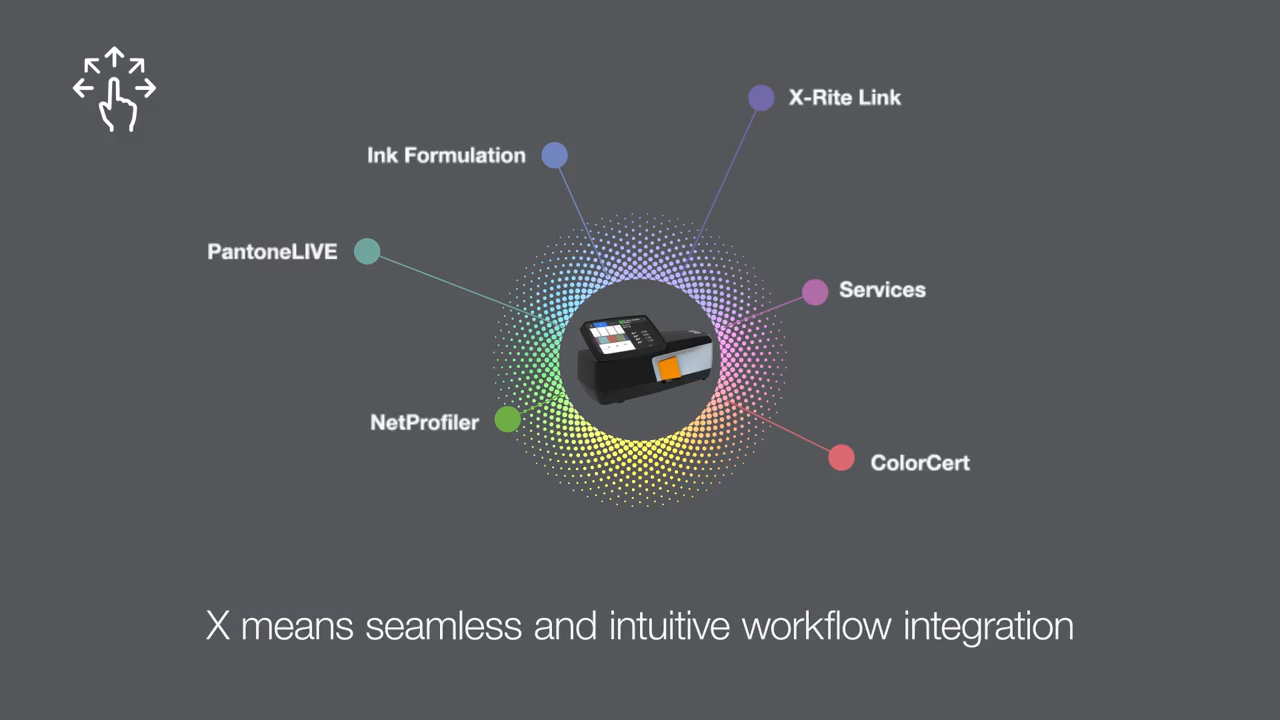 X-Rite Link
Ink Formulation
PantoneLIVE
Services
NetProfiler
ColorCert
X means seamless and intuitive workflow integration